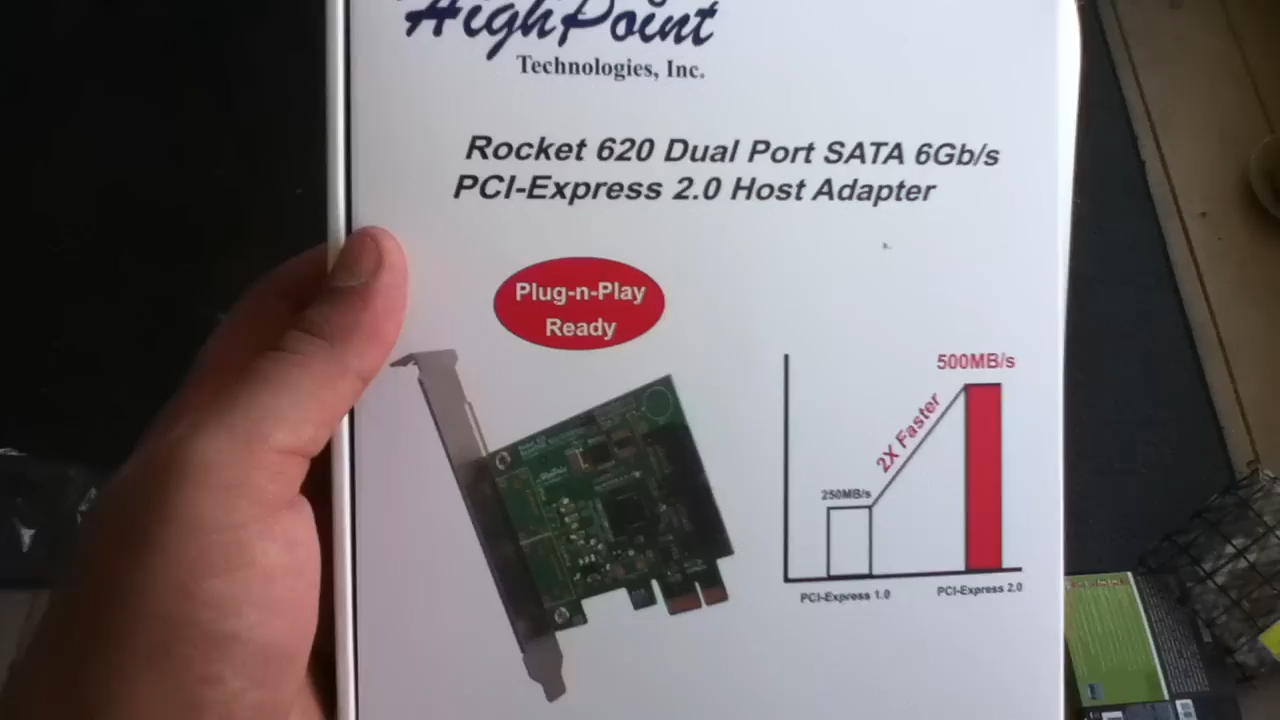 HighPoint
Technologies, Inc.
Rocket 620 Dual Port SATA 6Gb/s
PCI-Express 2.0 Host Adapter
Plug-n-Play
Ready
500MB/s
2X Faster
250MB/s
PCI-Express 1.0
PCI-Express 2.0